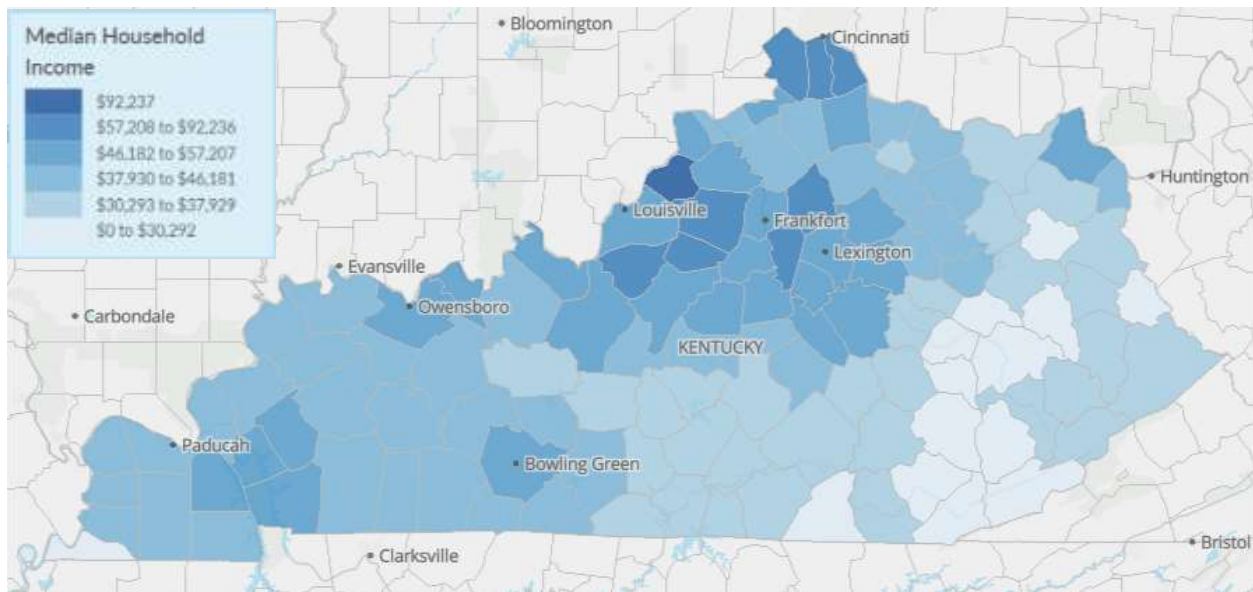 Median Household
Income
$92,237
$57,208 to $92,236
$46,182 to $57,207
$37,930 to $46,181
$30,293 to $37,929
$0 to $30,292
Bloomington
Cincinnati
Huntington
Louisville
Frankfort
Lexington
Evansville
Owensboro
Carbondale
KENTUCKY
Paducah
Bowling Green
Clarksville
Bristol